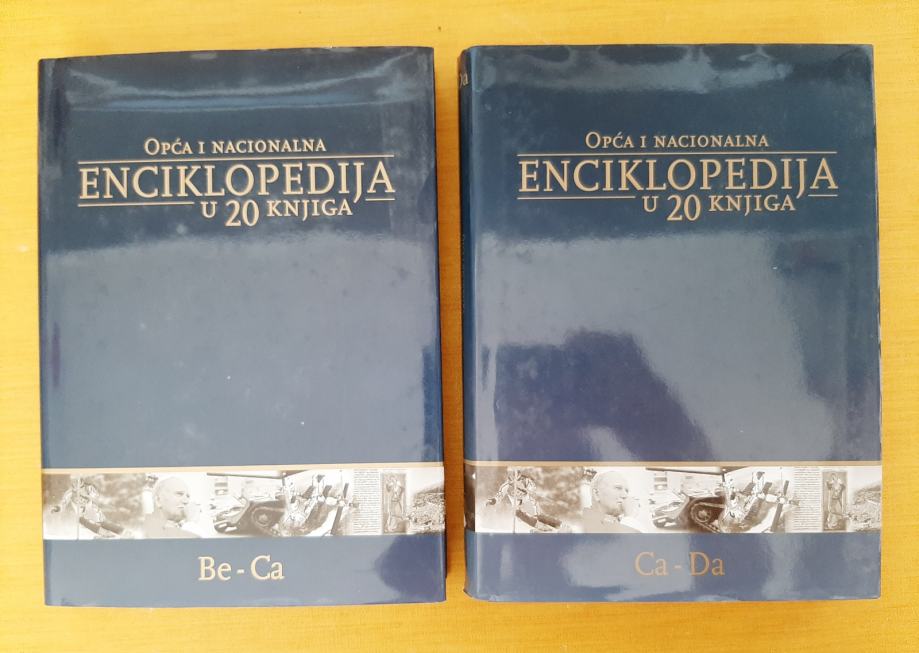 OPĆA I NACIONALNA
ENCIKLOPEDIJA
U 20 KNJIGA
Be - Ca
OPĆA I NACIONALNA
ENCIKLOPEDIJA
U 20 KNJIGA
Ca - Da